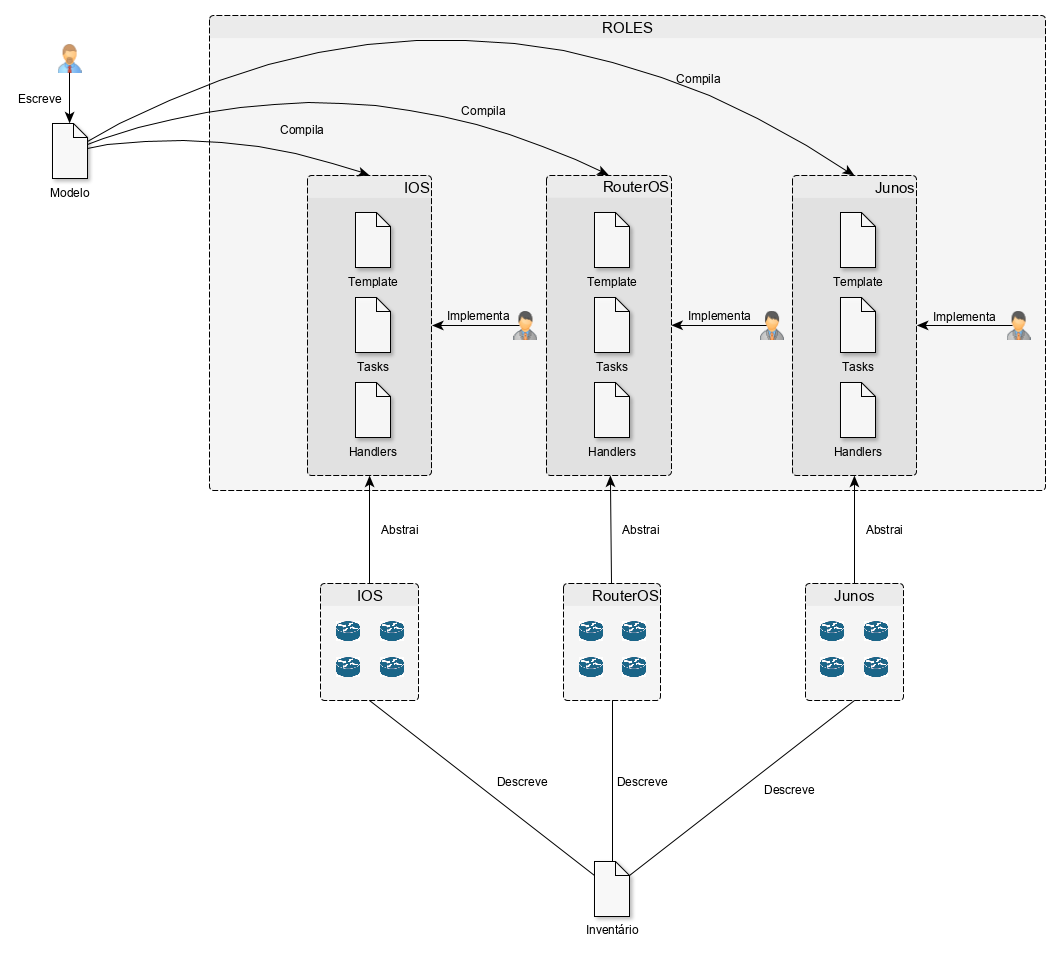 ROLES
Escreve
Modelo
Compila
Compila
Compila
IOS
RouterOS
Junos
Template
Template
Template
Implementa
Implementa
Implementa
Tasks
Tasks
Tasks
Handlers
Handlers
Handlers
Abstrai
Abstrai
Abstrai
IOS
RouterOS
Junos
Descreve
Descreve
Descreve
Inventário